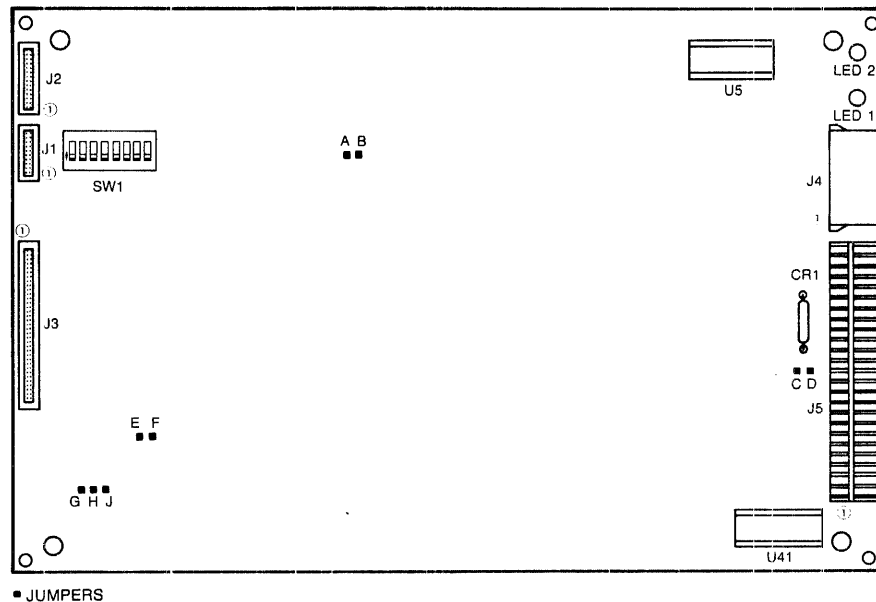 J2
①
J1
①
SW1
A B
U5
LED 2
LED 1
J4
1
①
J3
CR1
C D
J5
E F
G H J
①
U41
■ JUMPERS